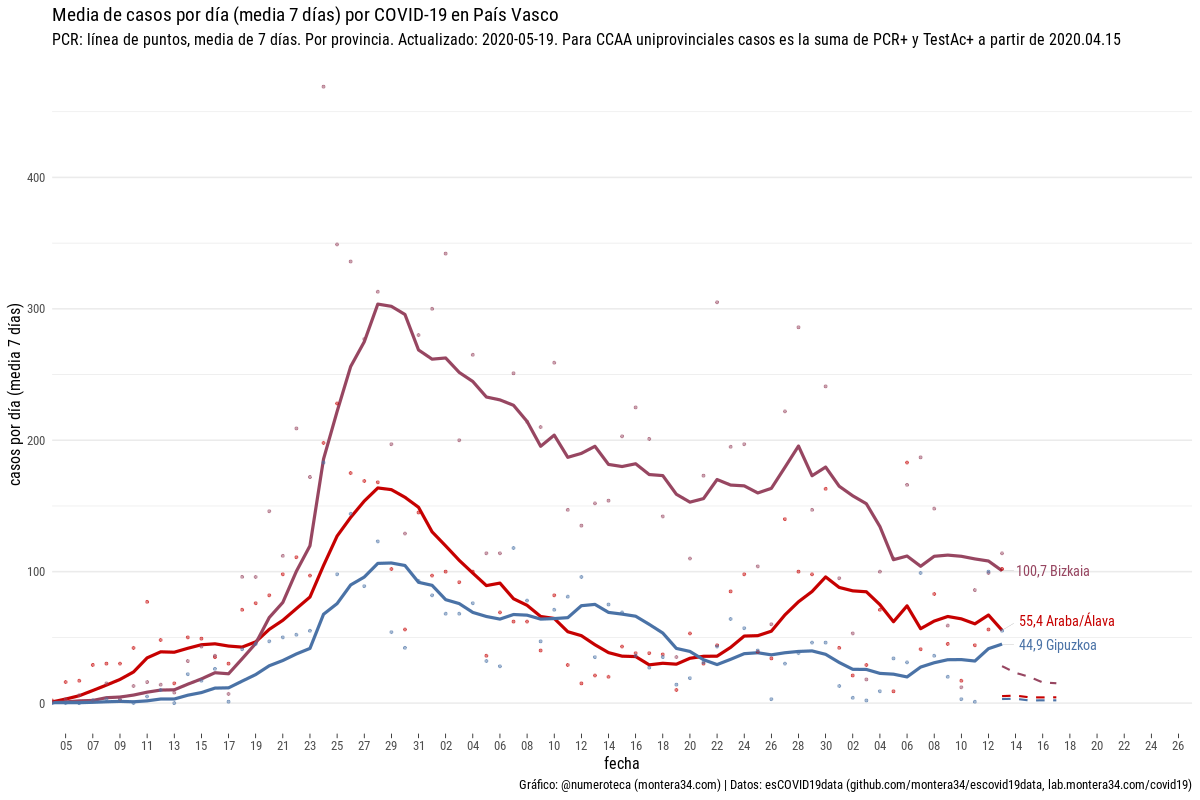 Media de casos por día (media 7 días) por COVID-19 en País Vasco
PCR: línea de puntos, media de 7 días. Por provincia. Actualizado: 2020-05-19. Para CCAA uniprovinciales casos es la suma de PCR+ y TestAc+ a partir de 2020.04.15
casos por día (media 7 días)
400
300
200
100
0
100,7 Bizkaia
55,4 Araba/Álava
44,9 Gipuzkoa
05 07 09 11 13 15 17 19 21 23 25 27 29 31 02 04 06 08 10 12 14 16 18 20 22 24 26 28 30 02 04 06 08 10 12 14 16 18 20 22 24 26
fecha
Gráfico: @numeroteca (montera34.com) | Datos: esCOVID19data (github.com/montera34/escovid19data, lab.montera34.com/covid19)